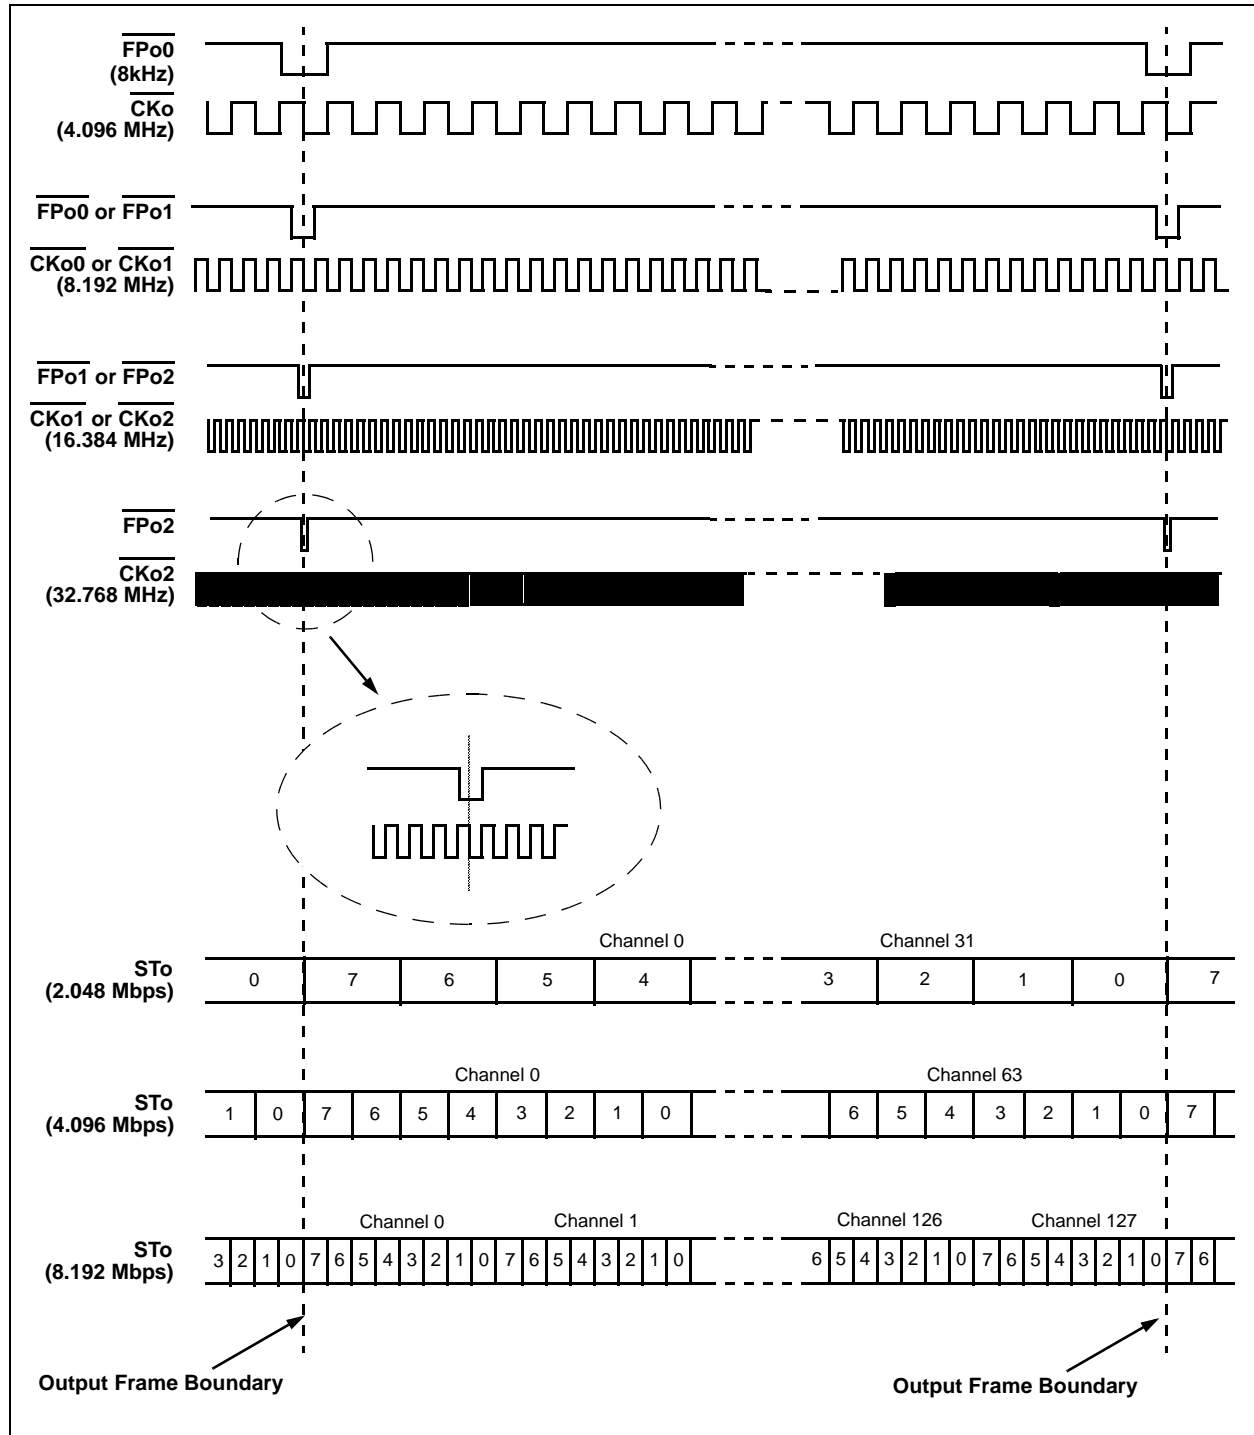 FPo0
(8kHz)
CKo
(4.096 MHz)
FPo0 or FPo1
CKo0 or CKo1
(8.192 MHz)
FPo1 or FPo2
CKo1 or CKo2
(16.384 MHz)
FPo2
CKo2
(32.768 MHz)
Channel 0 Channel 31
STo
(2.048 Mbps)
0 7 6 5 4 3 2 1 0 7
Channel 0 Channel 63
STo
(4.096 Mbps)
1 0 7 6 5 4 3 2 1 0 6 5 4 3 2 1 0 7
Channel 0 Channel 1 Channel 126 Channel 127
STo
(8.192 Mbps)
3 2 1 0 7 6 5 4 3 2 1 0 7 6 5 4 3 2 1 0 6 5 4 3 2 1 0 7 6 5 4 3 2 1 0 7 6
Output Frame Boundary
Output Frame Boundary